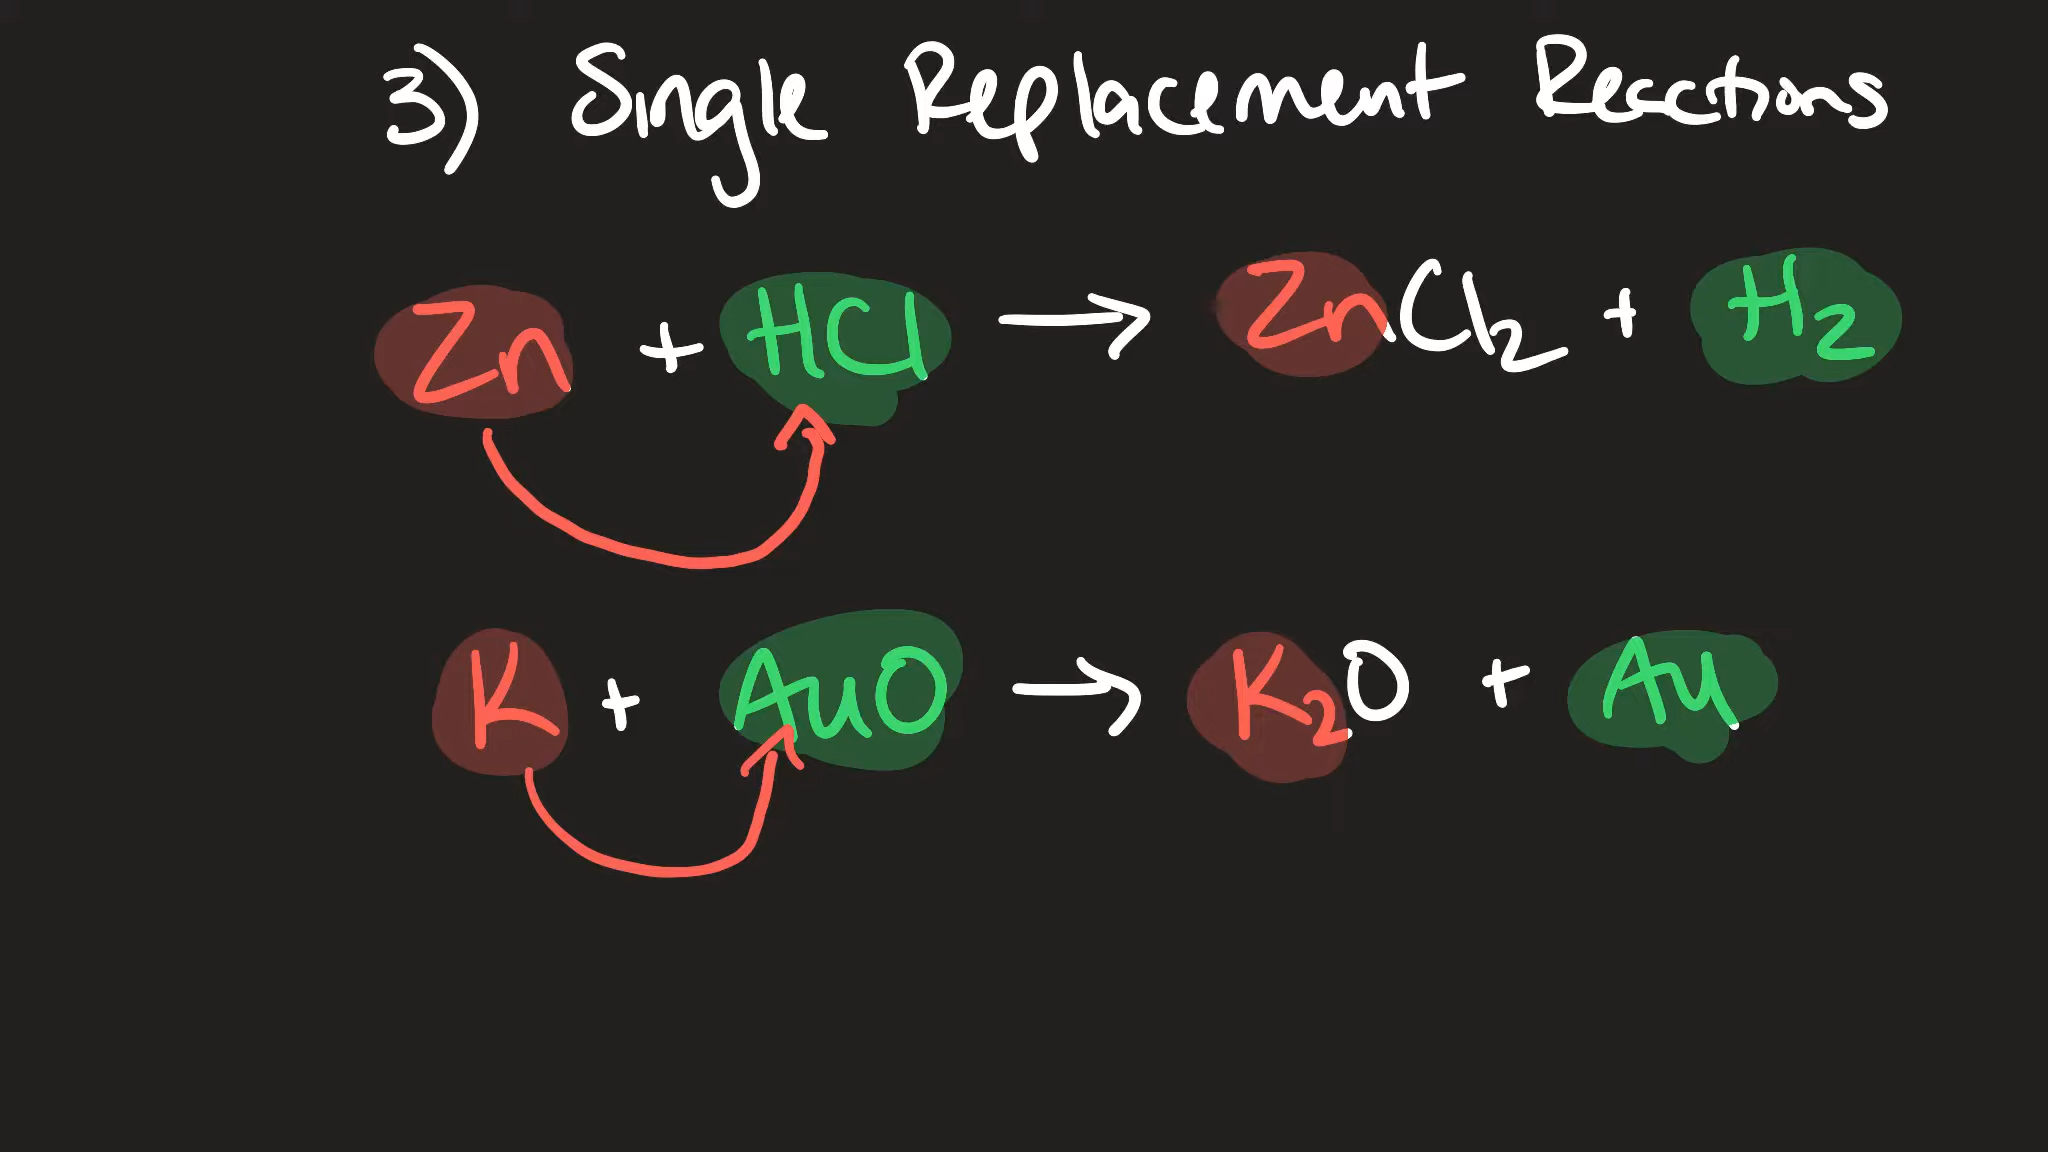 3) Single Replacement Reactions
Zn + HCl → ZnCl₂ + H₂
K + AuO → K₂O + Au